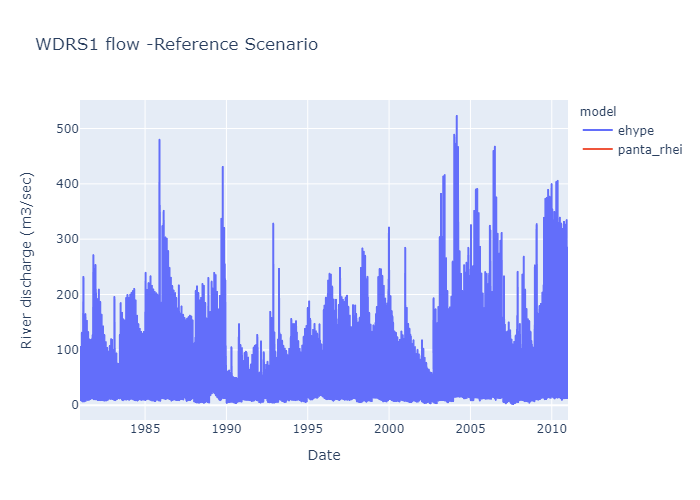 WDRS1 flow -Reference Scenario
model
ehype
panta_rhei
River discharge (m3/sec)
500
400
300
200
100
0
1985 1990 1995 2000 2005 2010
Date